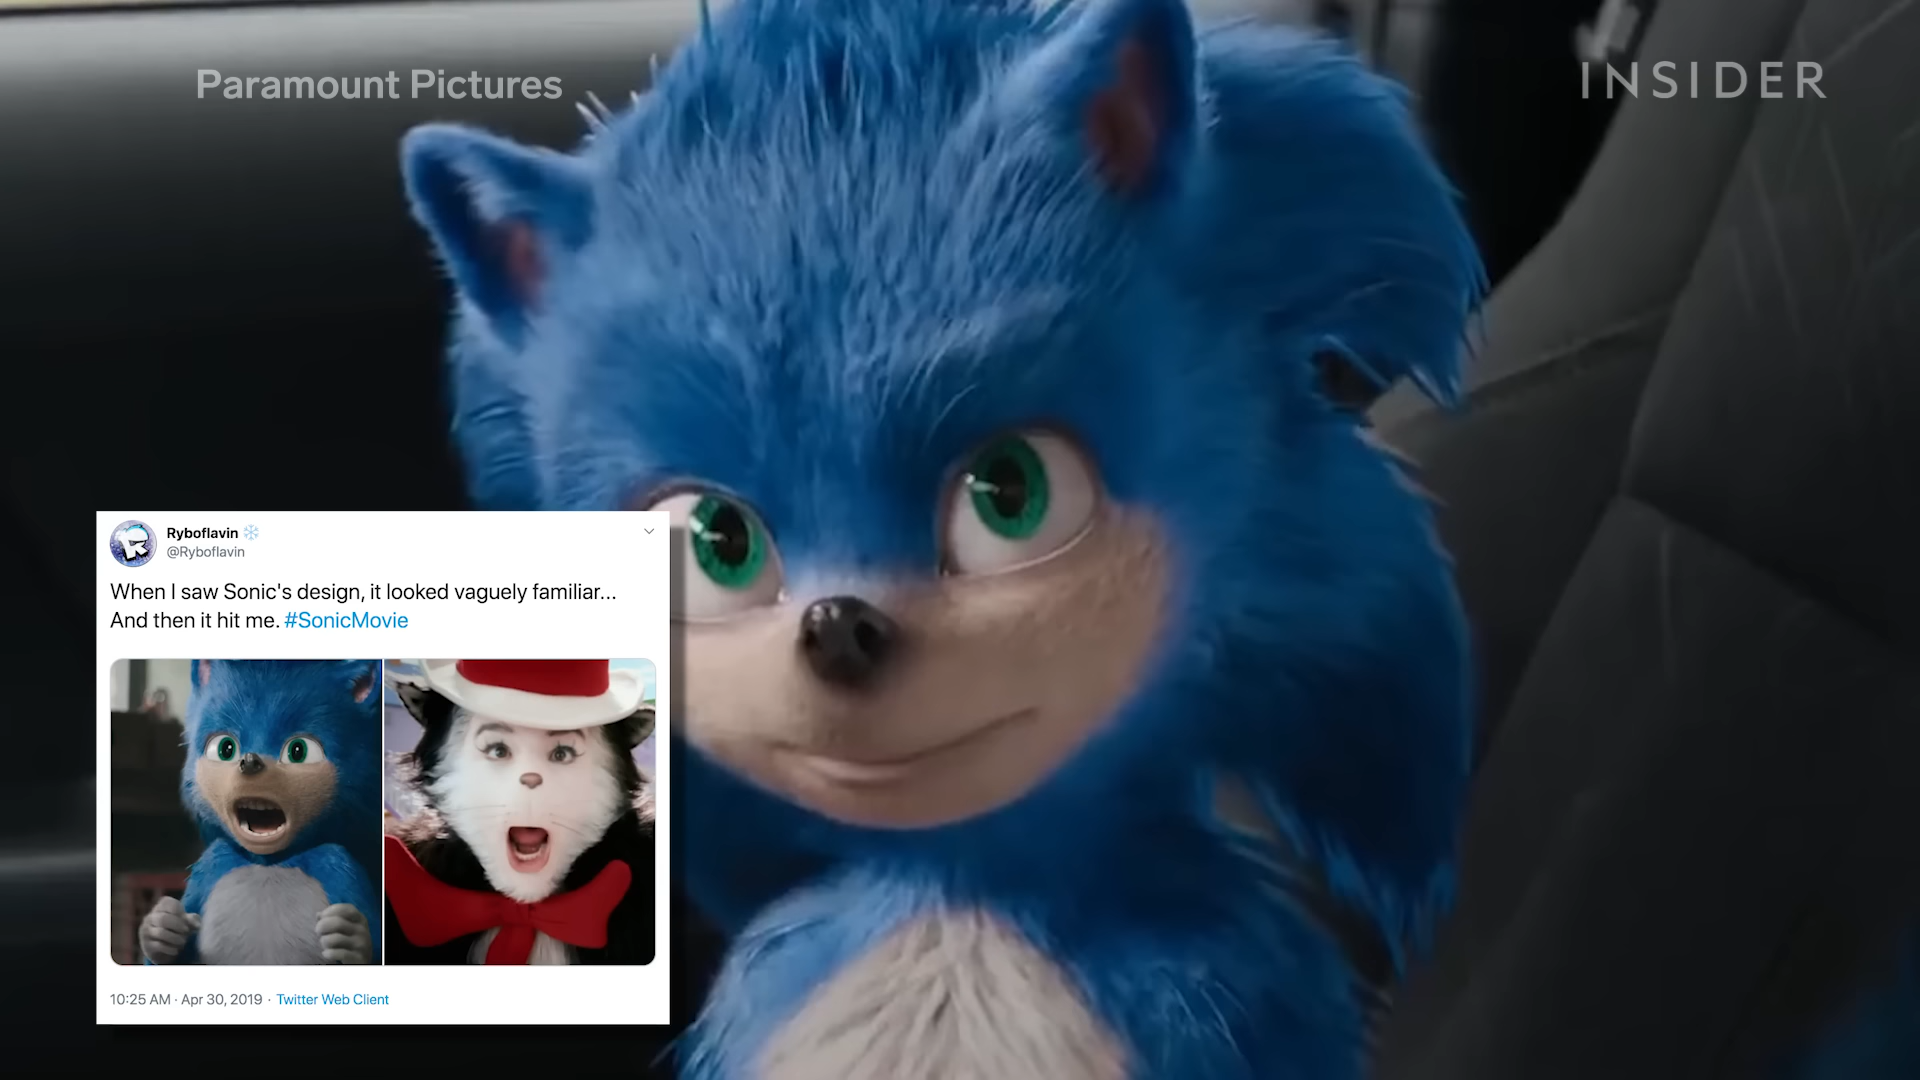 Paramount Pictures
INSIDER
Ryboflavin ❄️
@Ryboflavin
When I saw Sonic's design, it looked vaguely familiar...
And then it hit me. #SonicMovie
10:25 AM · Apr 30, 2019 · Twitter Web Client